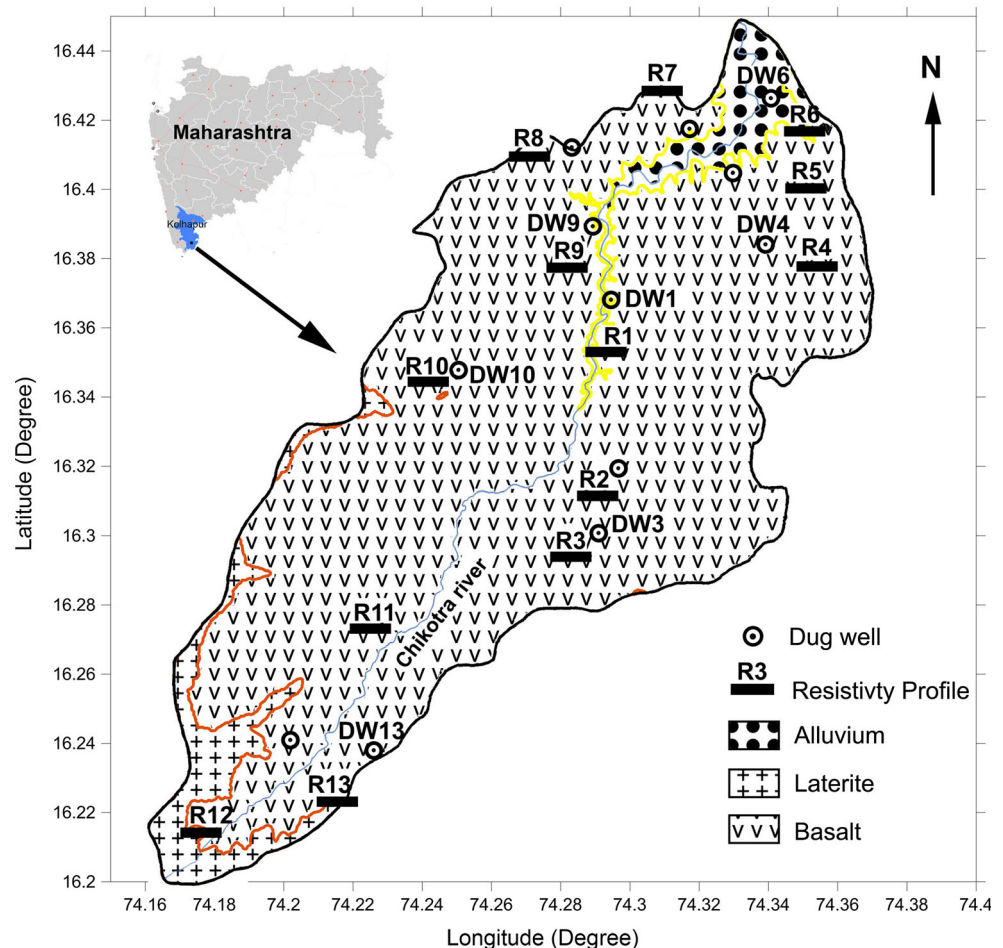 16.44
16.42
16.4
16.38
16.36
16.34
16.32
16.3
16.28
16.26
16.24
16.22
16.2
Latitude (Degree)
74.16
74.18
74.2
74.22
74.24
74.26
74.28
74.3
74.32
74.34
74.36
74.38
74.4
Longitude (Degree)
Maharashtra
Kolhapur
N
R7
DW6
R6
R8
R5
DW9
DW4
R9
R4
DW1
R1
R10
DW10
R2
DW3
R3
R11
Chikotra river
DW13
R13
R12
Dug well
R3
Resistivty Profile
Alluvium
Laterite
Basalt